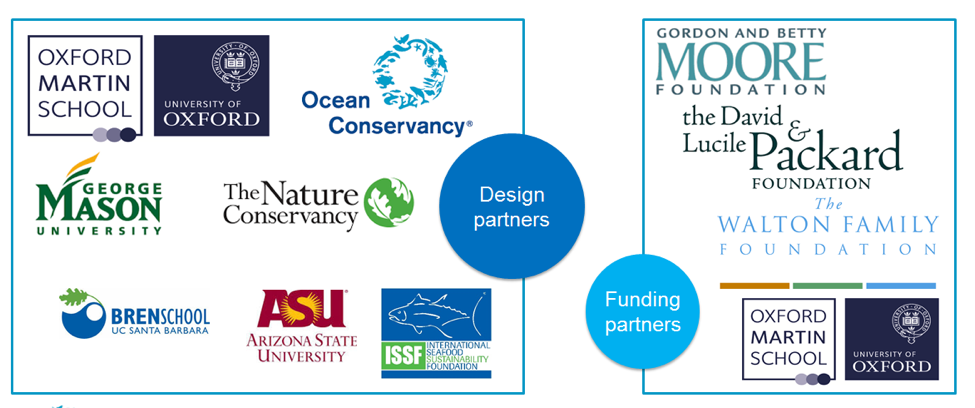 OXFORD
MARTIN
SCHOOL
UNIVERSITY OF
OXFORD
Ocean
Conservancy®
GEORGE
MASON
UNIVERSITY
The Nature
Conservancy
Design
partners
BRENSCHOOL
UC SANTA BARBARA
ASU
ARIZONA STATE
UNIVERSITY
ISSF
INTERNATIONAL
SEAFOOD
SUSTAINABILITY
FOUNDATION
GORDON AND BETTY
MOORE
FOUNDATION
the David &
Lucile Packard
FOUNDATION
The
WALTON FAMILY
FOUNDATION
Funding
partners
OXFORD
MARTIN
SCHOOL
UNIVERSITY OF
OXFORD